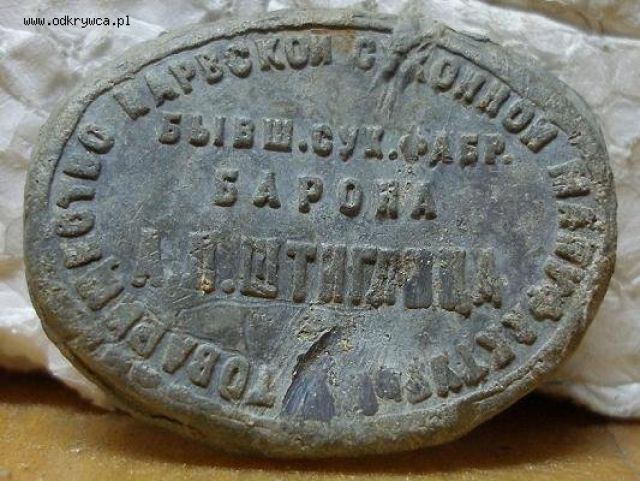 www.odkrywca.pl
ТОВАРИЩЕСТВО НАРВСКОЙ СУКОННОЙ МАНУФАКТУРЫ
БЫВШ.СУК.ФАБР.
БАРОНА
А.Л.ШТИГЛИЦА